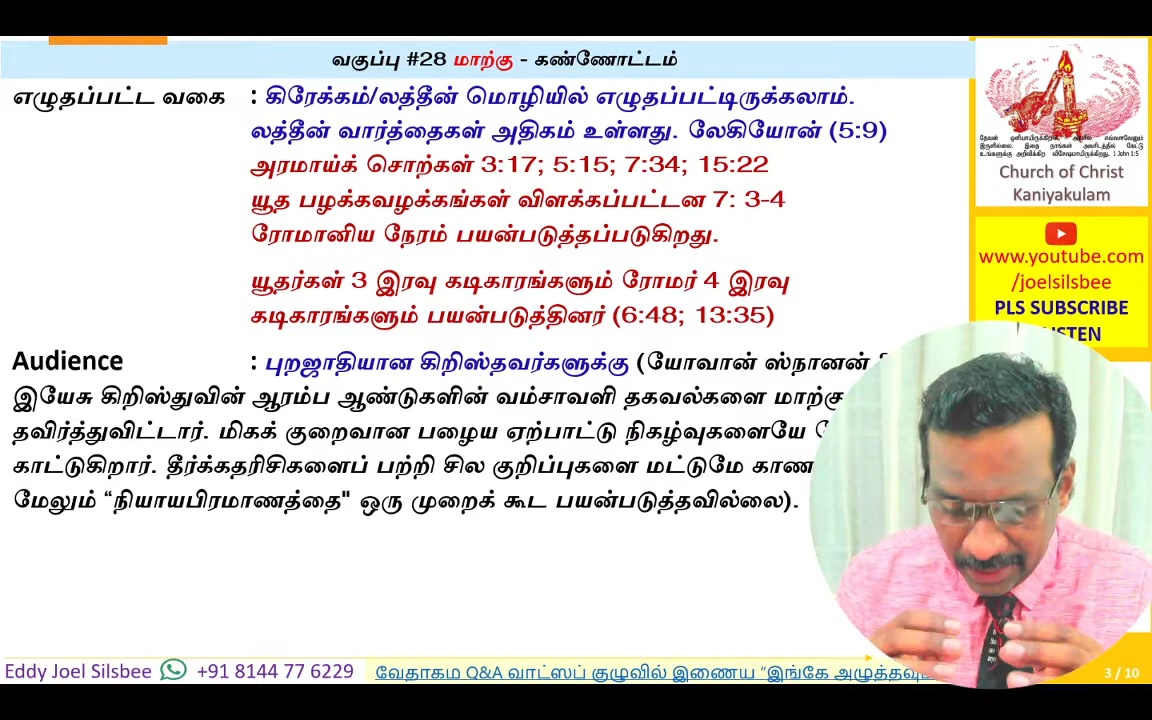 வகுப்பு #28 மாற்கு - கண்ணோட்டம்
எழுதப்பட்ட வகை : கிரேக்கம்/லத்தீன் மொழியில் எழுதப்பட்டிருக்கலாம்.
லத்தீன் வார்த்தைகள் அதிகம் உள்ளது. லேகியோன் (5:9)
அரமாய்க் சொற்கள் 3:17; 5:15; 7:34; 15:22
யூத பழக்கவழக்கங்கள் விளக்கப்பட்டன 7: 3-4
ரோமானிய நேரம் பயன்படுத்தப்படுகிறது.
யூதர்கள் 3 இரவு கடிகாரங்களும் ரோமர் 4 இரவு
கடிகாரங்களும் பயன்படுத்தினர் (6:48; 13:35)
Audience : புறஜாதியான கிறிஸ்தவர்களுக்கு (யோவான் ஸ்நானன்
இயேசு கிறிஸ்துவின் ஆரம்ப ஆண்டுகளின் வம்சாவளி தகவல்களை மாற்கு
தவிர்த்துவிட்டார். மிகக் குறைவான பழைய ஏற்பாட்டு நிகழ்வுகளையே
காட்டுகிறார். தீர்க்கதரிசிகளைப் பற்றி சில குறிப்புகளை மட்டுமே
மேலும் “நியாயபிரமாணத்தை" ஒரு முறைக் கூட பயன்படுத்தவில்லை).
1 John 1:5
Church of Christ
Kaniyakulam
www.youtube.com
/joelsilsbee
PLS SUBSCRIBE
Eddy Joel Silsbee +91 8144 77 6229 வேதாகம Q&A வாட்ஸப் குழுவில் இணைய “இங்கே
3 / 10